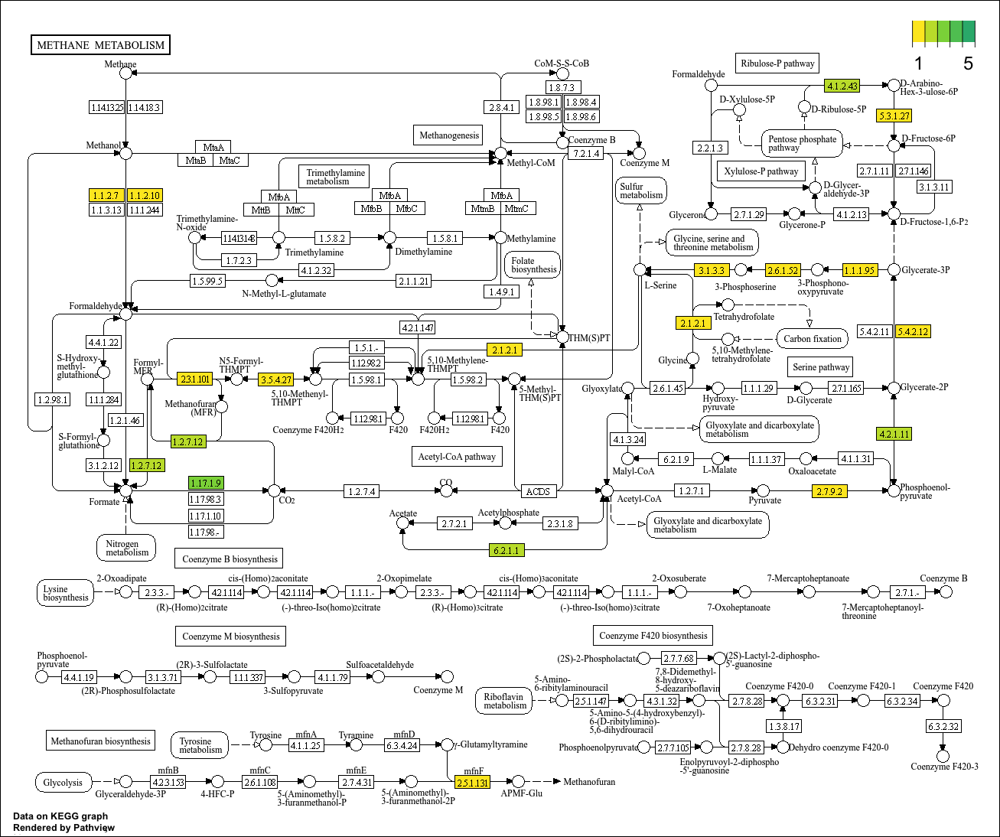 METHANE METABOLISM
1
5
Methane
CoM-S-S-CoB
Ribulose-P pathway
Formaldehyde
4.1.2.43
D-Arabino-
Hex-3-ulose-6P
1.14.13.25
1.14.18.3
2.8.4.1
1.8.7.3
1.8.98.1
1.8.98.4
1.8.98.5
1.8.98.6
D-Xylulose-5P
D-Ribulose-5P
5.3.1.27
Methanogenesis
Coenzyme B
Pentose phosphate
pathway
D-Fructose-6P
Methanol
MtaA
MtaB
MtaC
7.2.1.4
2.2.1.3
Methyl-CoM
Coenzyme M
Trimethylamine
metabolism
Xylulose-P pathway
2.7.1.11
2.7.1.146
3.1.3.11
Sulfur
metabolism
D-Glycer-
aldehyde-3P
1.1.2.7
1.1.2.10
1.1.3.13
1.1.1.244
MfbA
MttB
MttC
MfbA
MfbB
MfbC
MfbA
MtmB
MtmC
Glycerone
2.7.1.29
Glycerone-P
4.1.2.13
D-Fructose-1,6-P2
Trimethylamine-
N-oxide
1.14.13.148
1.5.8.2
1.5.8.1
Methylamine
Trimethylamine
Dimethylamine
Glycine, serine and
threonine metabolism
1.7.2.3
4.1.2.32
Folate
biosynthesis
3.1.3.3
2.6.1.52
1.1.1.95
Glycerate-3P
L-Serine
3-Phosphoserine
3-Phosphono-
oxypyruvate
1.5.99.5
2.1.1.21
N-Methyl-L-glutamate
1.4.9.1
Formaldehyde
4.2.1.147
2.1.2.1
Tetrahydrofolate
5.4.2.11
5.4.2.12
4.4.1.22
THM(S)PT
Carbon fixation
1.5.1.-
2.1.2.1
5,10-Methylene-
tetrahydrofolate
S-Hydroxy-
methyl-
glutathione
Formyl-
MFR
N5-Formyl-
THMPT
1.12.98.2
5,10-Methylene-
THMPT
Glycine
Serine pathway
2.3.1.101
3.5.4.27
1.5.98.1
1.5.98.2
5,10-Methenyl-
THMPT
5-Methyl-
THM(S)PT
Glyoxylate
2.6.1.45
Hydroxy-
pyruvate
1.1.1.29
D-Glycerate
2.7.1.165
Glycerate-2P
1.2.98.1
1.1.1.284
Methanofuran
(MFR)
1.2.1.46
1.12.98.1
1.12.98.1
Coenzyme F420H2
F420
F420H2
F420
Glyoxylate and dicarboxylate
metabolism
S-Formyl-
glutathione
1.2.7.12
4.1.3.24
4.2.1.11
3.1.2.12
1.2.7.12
Acetyl-CoA pathway
6.2.1.9
1.1.1.37
4.1.1.31
Malyl-CoA
L-Malate
Oxaloacetate
1.17.1.9
CO
1.17.98.3
1.17.1.10
1.17.98.-
1.2.7.4
ACDS
1.2.7.1
2.7.9.2
Phosphoenol-
pyruvate
Formate
CO2
Acetyl-CoA
Pyruvate
Acetate
Acetylphosphate
2.7.2.1
2.3.1.8
Glyoxylate and dicarboxylate
metabolism
6.2.1.1
Nitrogen
metabolism
Coenzyme B biosynthesis
Lysine
biosynthesis
2-Oxoadipate
cis-(Homo)2aconitate
2-Oxopimelate
cis-(Homo)3aconitate
2-Oxosuberate
7-Mercaptoheptanoate
Coenzyme B
2.3.3.-
4.2.1.114
4.2.1.114
1.1.1.-
2.3.3.-
4.2.1.114
4.2.1.114
1.1.1.-
2.7.1.-
(R)-(Homo)2citrate
(-)-threo-Iso(homo)2citrate
(R)-(Homo)3citrate
(-)-threo-Iso(homo)3citrate
7-Oxoheptanoate
7-Mercaptoheptanoyl-
threonine
Coenzyme M biosynthesis
Coenzyme F420 biosynthesis
Phosphoenol-
pyruvate
(2R)-3-Sulfolactate
Sulfoacetaldehyde
4.4.1.19
3.1.3.71
1.1.1.337
4.1.1.79
(2R)-Phosphosulfolactate
3-Sulfopyruvate
Coenzyme M
(2S)-2-Phospholactate
2.7.7.68
(2S)-Lactyl-2-diphospho-
5'-guanosine
7,8-Didemethyl-
8-hydroxy-
5-deazariboflavin
5-Amino-
6-ribitylaminouracil
Coenzyme F420-0
Coenzyme F420-1
Coenzyme F420
Riboflavin
metabolism
2.5.1.147
4.3.1.32
2.7.8.28
6.3.2.31
6.3.2.34
5-Amino-5-(4-hydroxybenzyl)-
6-(D-ribitylimino)-
5,6-dihydrouracil
1.3.8.17
6.3.2.32
Methanofuran biosynthesis
Tyrosine
metabolism
Tyrosine
mfnA
4.1.1.25
Tyramine
mfnD
6.3.4.24
γ-Glutamyltyramine
Phosphoenolpyruvate
2.7.7.105
2.7.8.28
Dehydro coenzyme F420-0
Enolpyruvoyl-2-diphospho
-5'-guanosine
Coenzyme F420-3
Glycolysis
mfnB
4.2.3.153
mfnC
2.6.1.108
mfnE
2.7.4.31
mfnF
2.5.1.131
Methanofuran
Glyceraldehyde-3P
4-HFC-P
5-(Aminomethyl)-
3-furanmethanol-P
5-(Aminomethyl)-
3-furanmethanol-2P
APMF-Glu
Data on KEGG graph
Rendered by Pathview